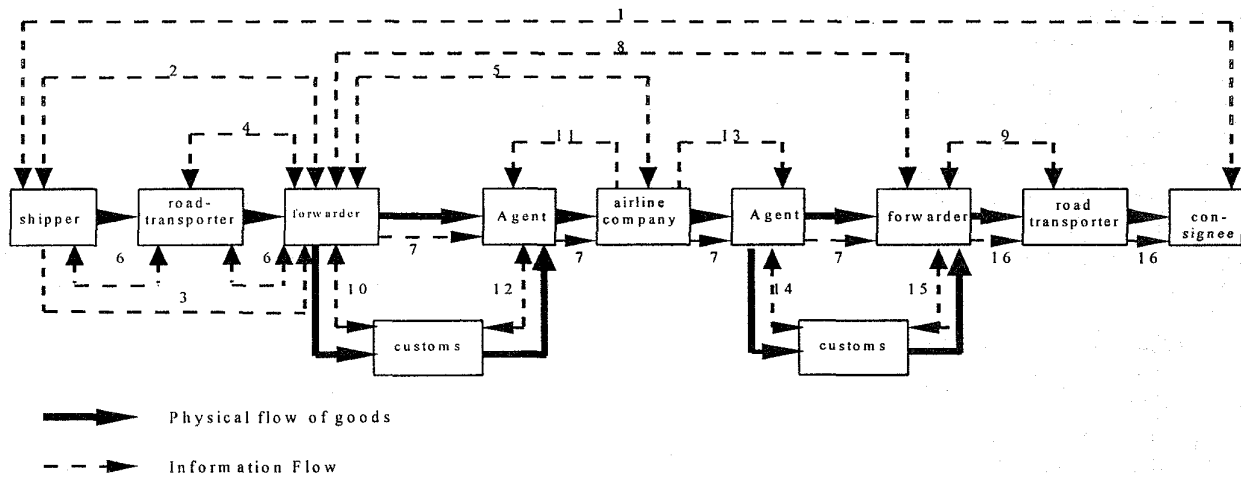 1
8
2
5
4
11
13
9
shipper
road-
transporter
forwarder
Agent
airline
company
Agent
forwarder
road
transporter
con-
signee
6
6
7
7
7
7
16
16
3
10
12
14
15
customs
customs
Physical flow of goods
Information Flow